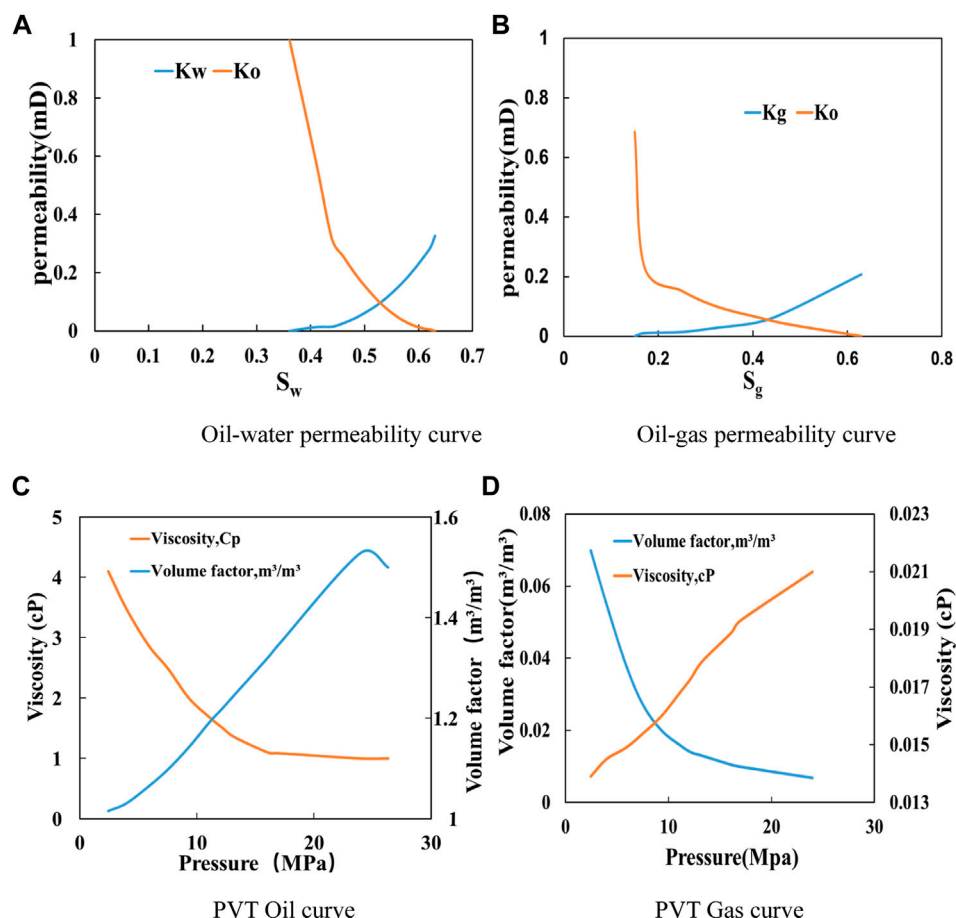 A
permeability(mD)
1
0.8
0.6
0.4
0.2
0
Kw Ko
0 0.1 0.2 0.3 0.4 0.5 0.6 0.7
Sw
Oil-water permeability curve
B
permeability(mD)
1
0.8
0.6
0.4
0.2
0
Kg Ko
0 0.2 0.4 0.6 0.8
Sg
Oil-gas permeability curve
C
Viscosity (cP)
5
4
3
2
1
0
Viscosity,Cp
Volume factor,m³/m³
1.6
1.4
1.2
1
Volume factor (m³/m³)
0 10 20 30
Pressure (MPa)
PVT Oil curve
D
Volume factor(m³/m³)
0.08
0.06
0.04
0.02
0
Volume factor,m³/m³
Viscosity,cP
0.023
0.021
0.019
0.017
0.015
0.013
Viscosity (cP)
0 10 20 30
Pressure(Mpa)
PVT Gas curve